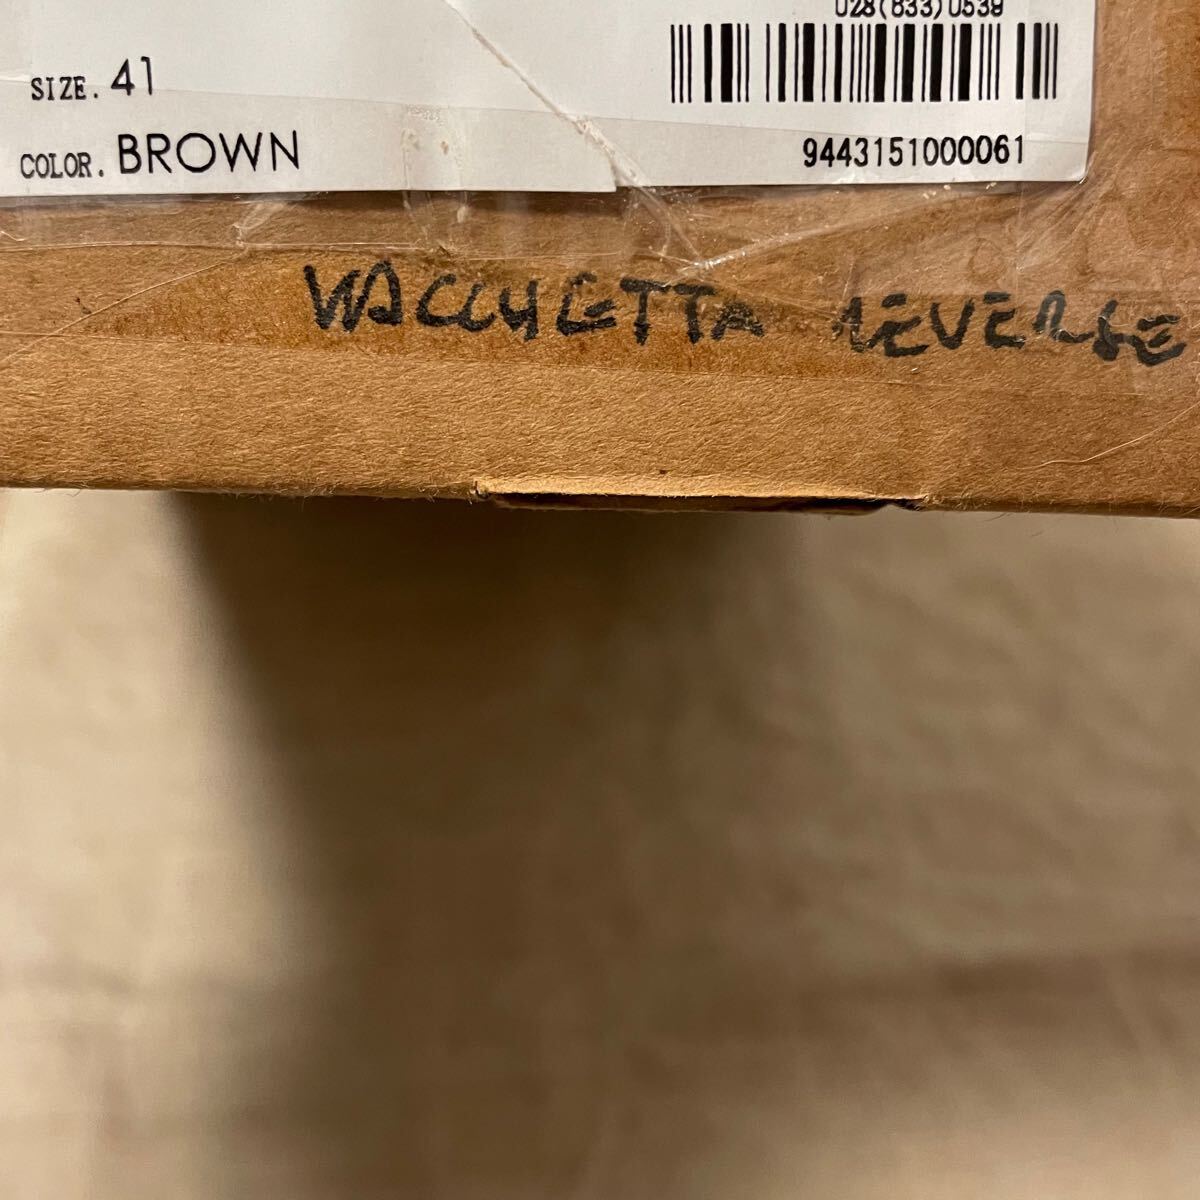 028(833)0539
SIZE. 41
COLOR. BROWN
9443151000061
VACCHETTA REVERSE